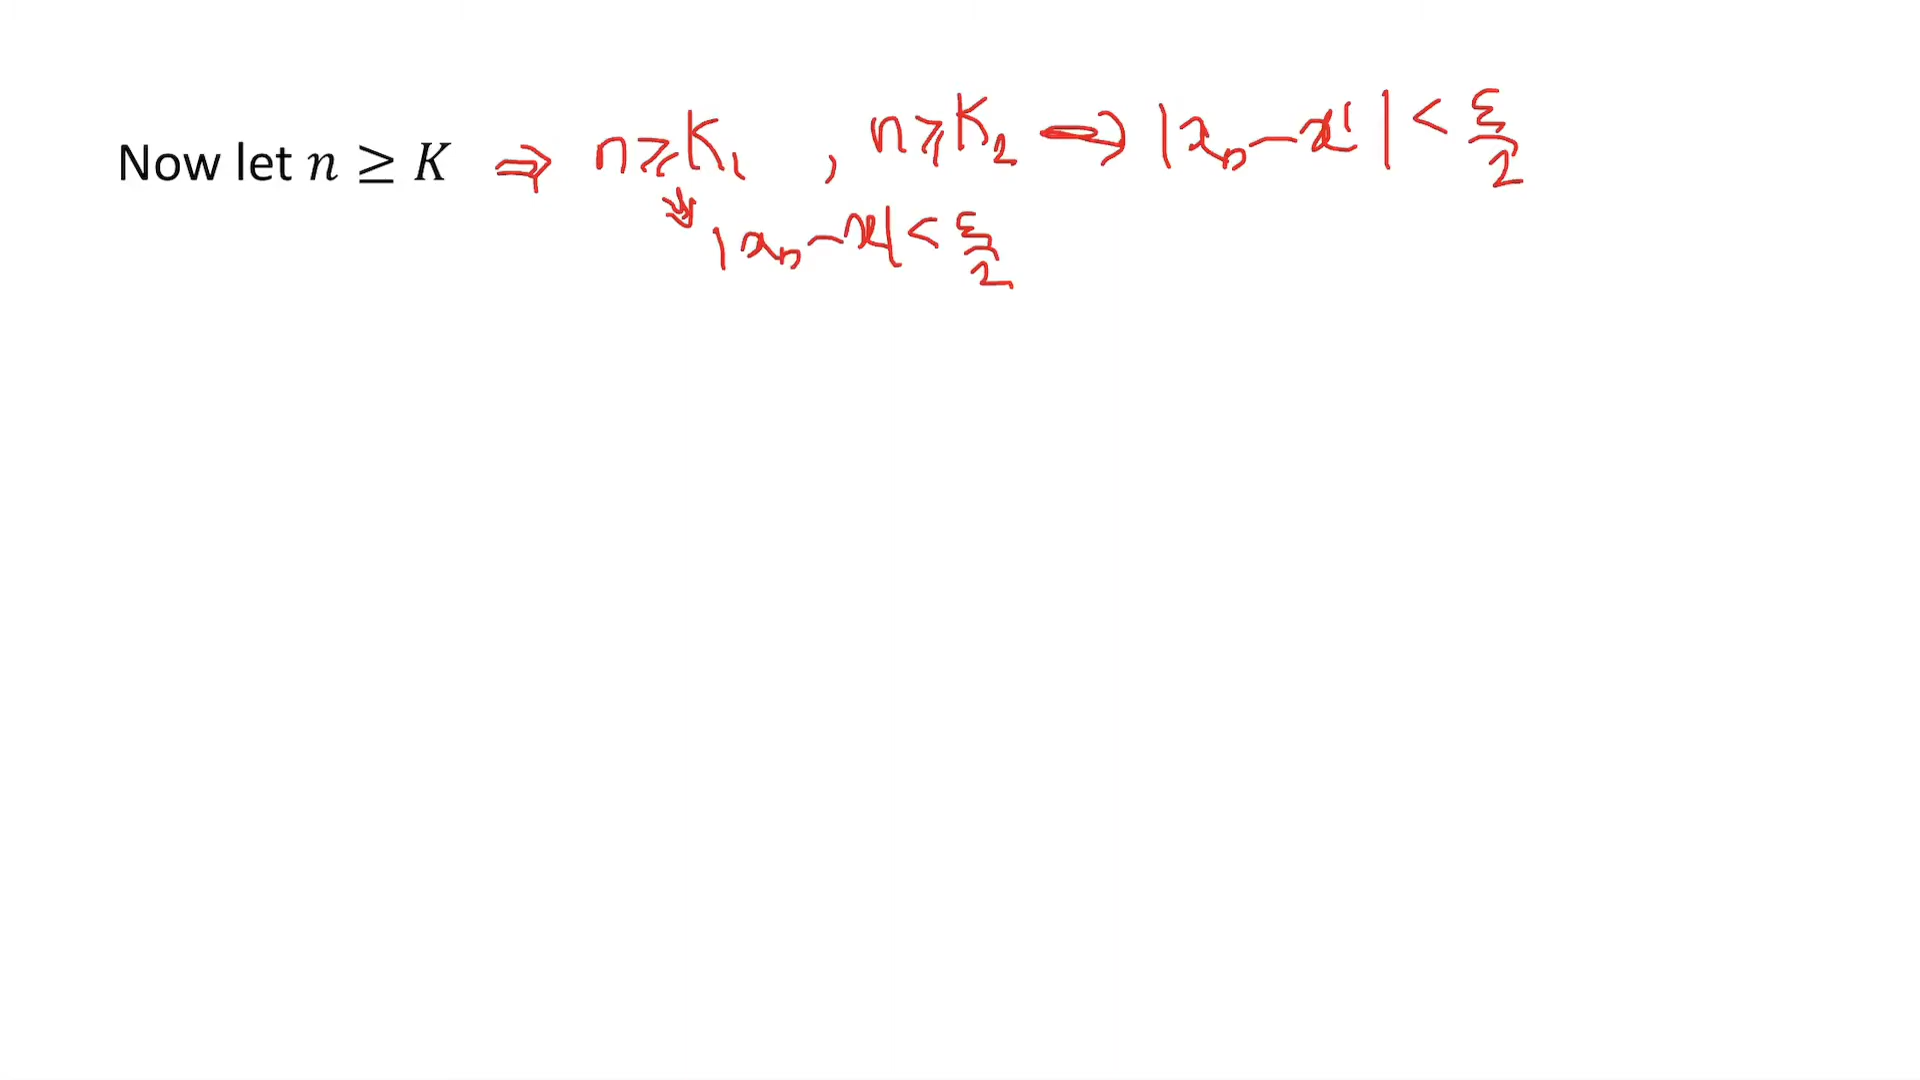 Now let n ≥ K ⇒ n ≥ K₁ , n ≥ K₂ ⇒ |xₙ − x′| < ε/2
⇓ |xₙ − x| < ε/2